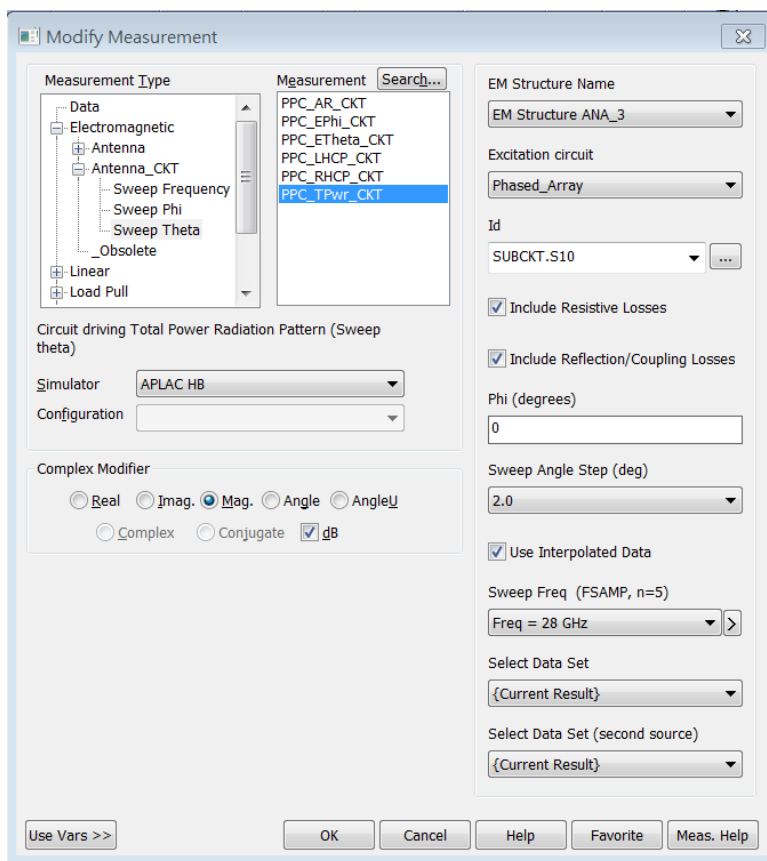 Modify Measurement
Measurement Type
Data
Electromagnetic
Antenna
Antenna_CKT
Sweep Frequency
Sweep Phi
Sweep Theta
_Obsolete
Linear
Load Pull
Measurement Search...
PPC_AR_CKT
PPC_EPhi_CKT
PPC_ETheta_CKT
PPC_LHCP_CKT
PPC_RHCP_CKT
PPC_TPwr_CKT
Circuit driving Total Power Radiation Pattern (Sweep
theta)
Simulator APLAC HB
Configuration
Complex Modifier
Real Imag. Mag. Angle AngleU
Complex Conjugate dB
EM Structure Name
EM Structure ANA_3
Excitation circuit
Phased_Array
Id
SUBCKT.S10 ...
Include Resistive Losses
Include Reflection/Coupling Losses
Phi (degrees)
0
Sweep Angle Step (deg)
2.0
Use Interpolated Data
Sweep Freq (FSAMP, n=5)
Freq = 28 GHz >
Select Data Set
{Current Result}
Select Data Set (second source)
{Current Result}
Use Vars >> OK Cancel Help Favorite Meas. Help